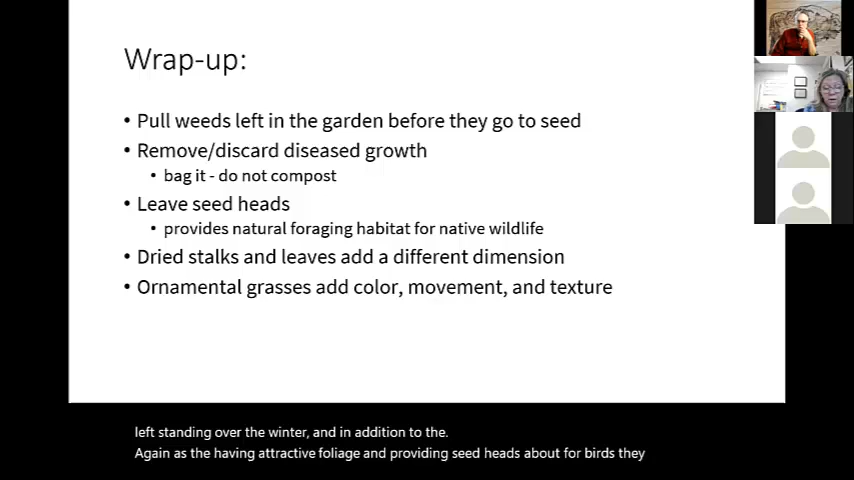 Wrap-up:
• Pull weeds left in the garden before they go to seed
• Remove/discard diseased growth
• bag it - do not compost
• Leave seed heads
• provides natural foraging habitat for native wildlife
• Dried stalks and leaves add a different dimension
• Ornamental grasses add color, movement, and texture
left standing over the winter, and in addition to the.
Again as the having attractive foliage and providing seed heads about for birds they